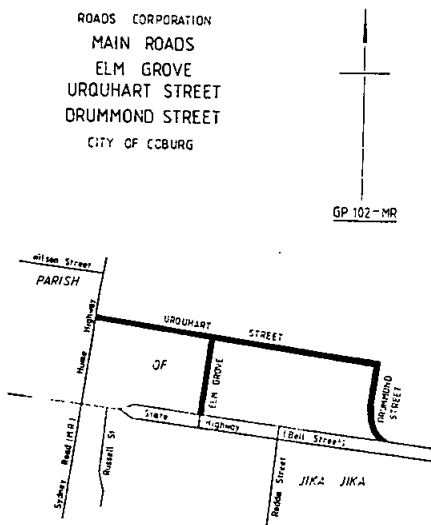 ROADS CORPORATION
MAIN ROADS
ELM GROVE
URQUHART STREET
DRUMMOND STREET
CITY OF COBURG
GP 102-MR
Wilson Street
PARISH
Hume Highway
URQUHART STREET
OF
ELM GROVE
DRUMMOND STREET
State Highway (Bell Street)
Sydney Road (M.R.)
Russell St
Street
JIKA JIKA